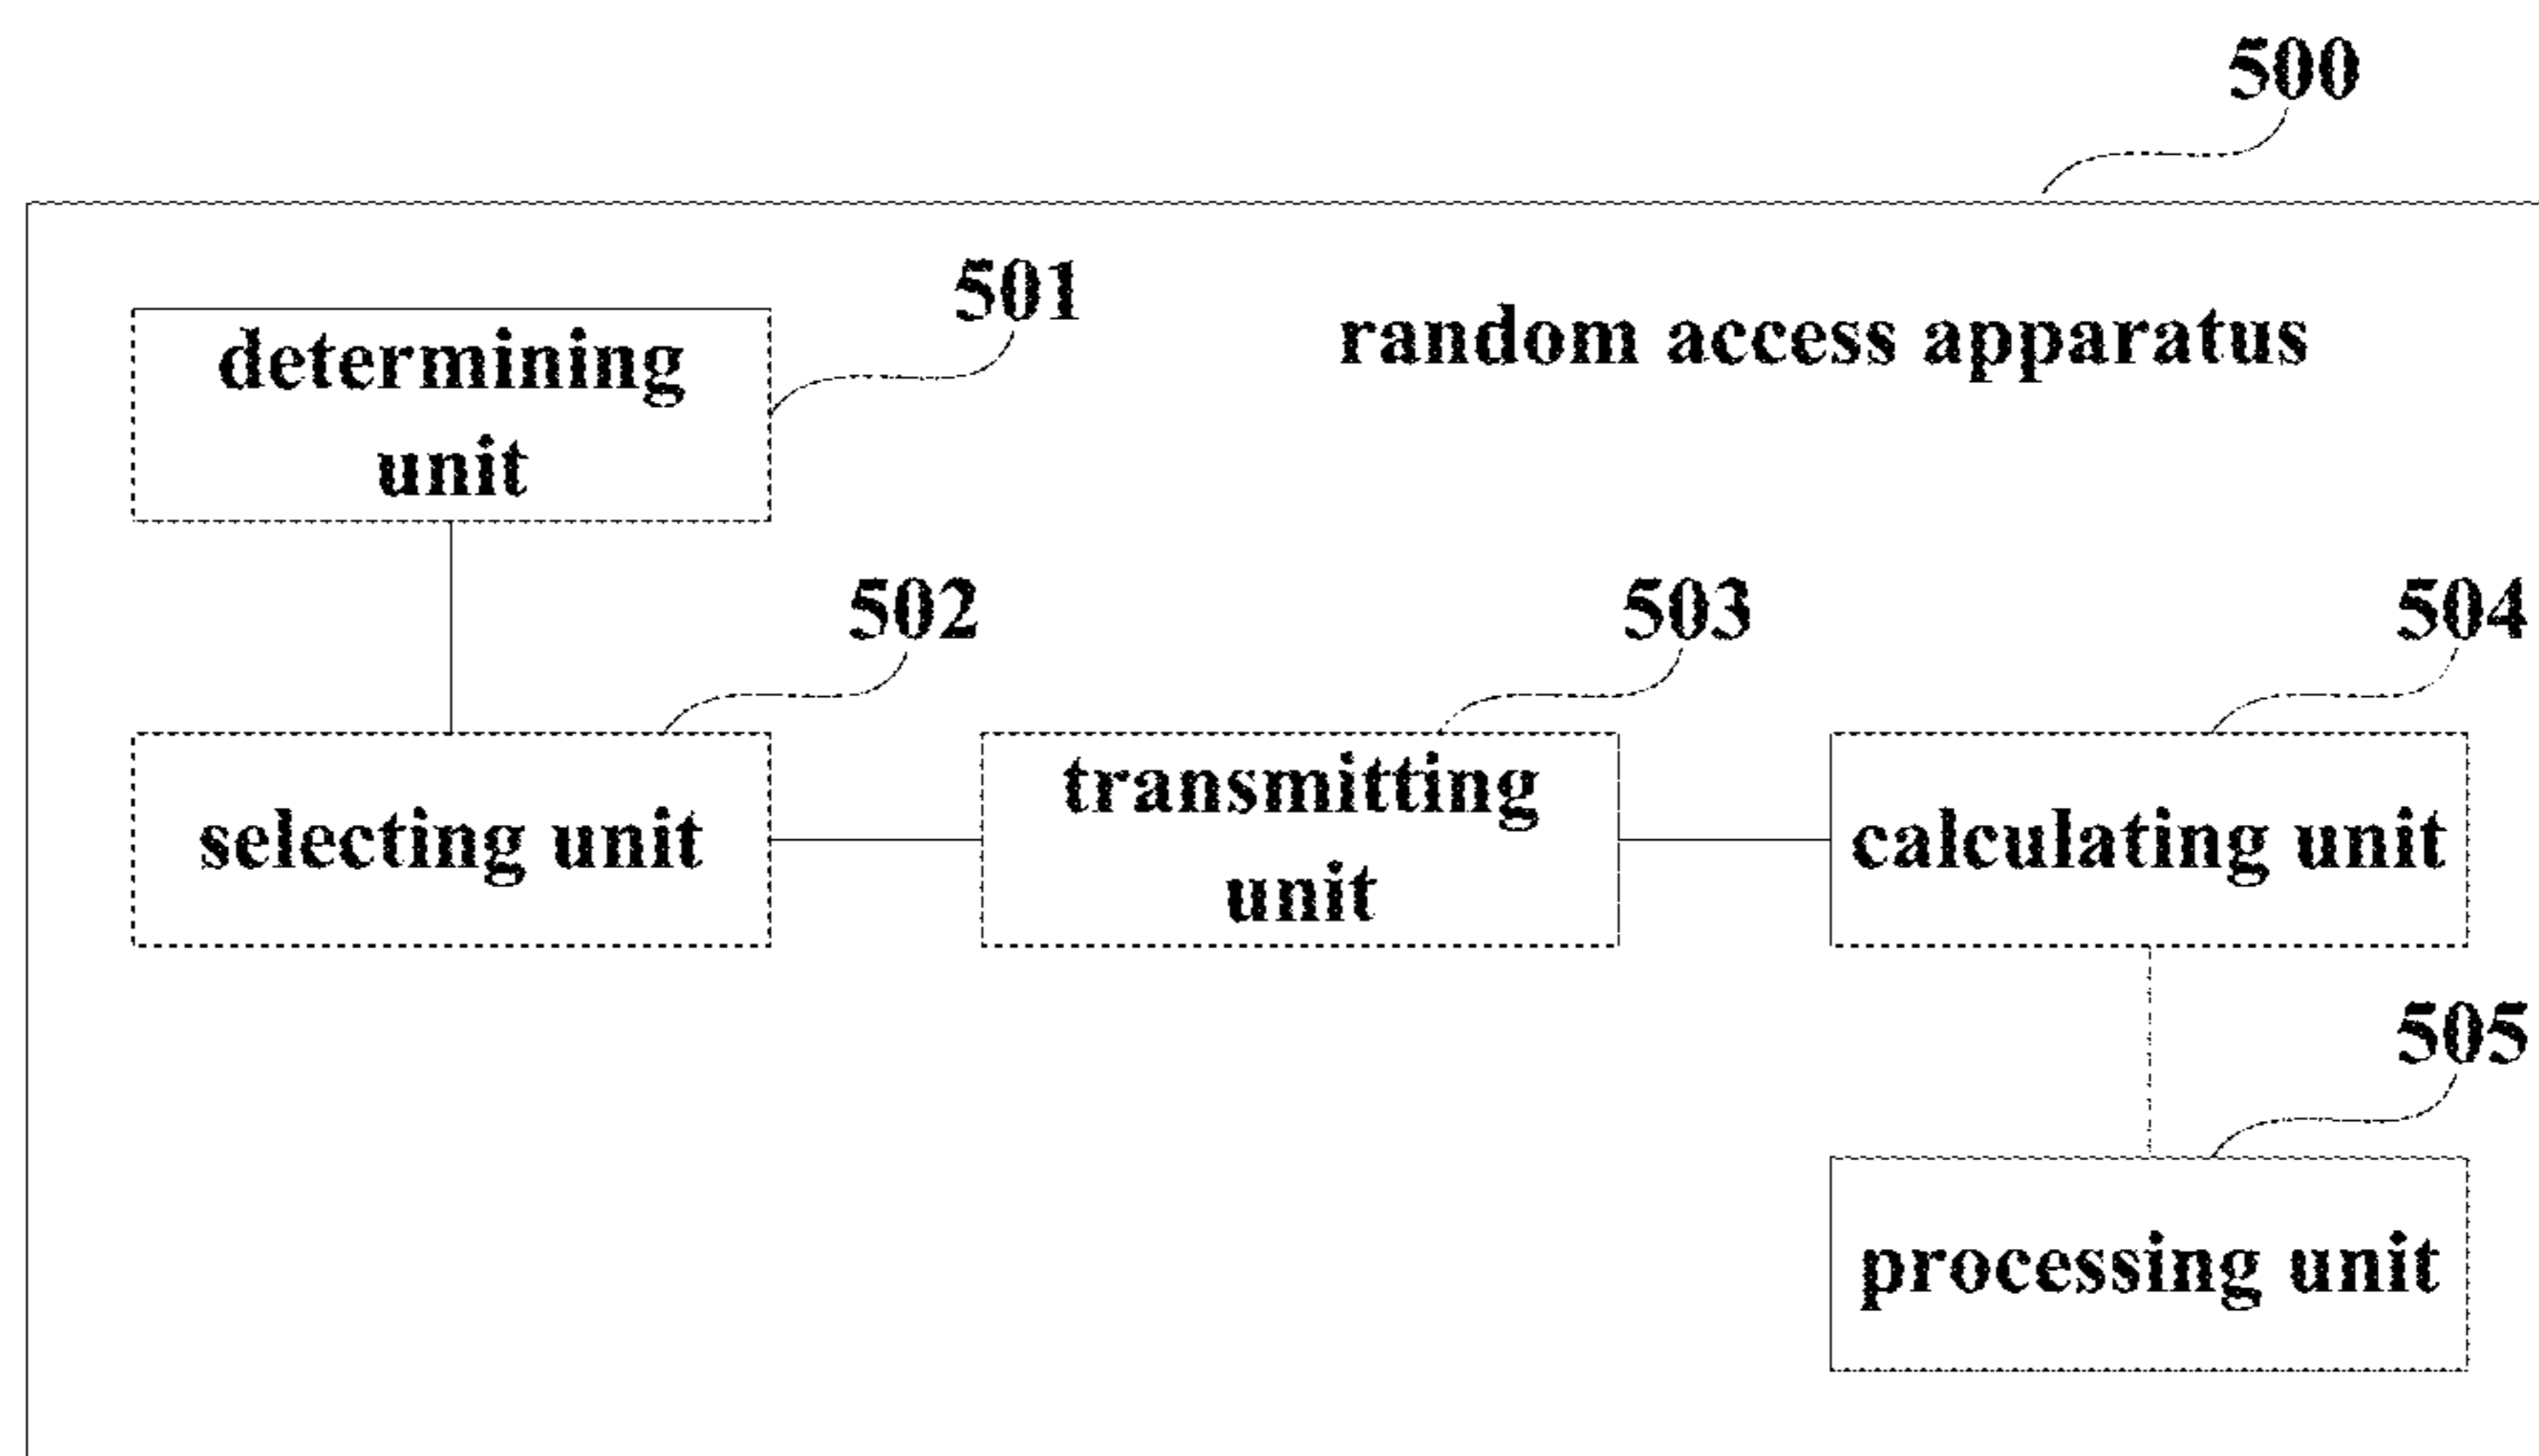 500
501
random access apparatus
determining
unit
502
503
504
selecting unit
transmitting
unit
calculating unit
505
processing unit